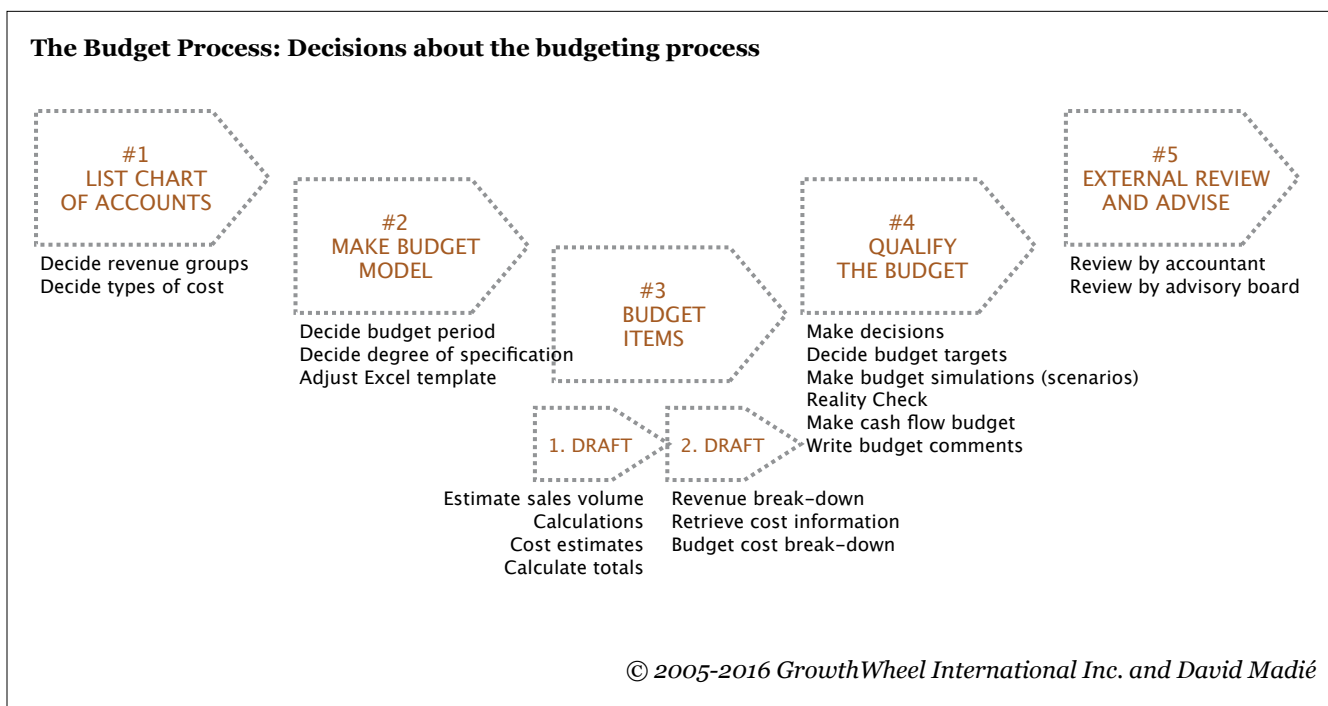 The Budget Process: Decisions about the budgeting process
#1
LIST CHART
OF ACCOUNTS
Decide revenue groups
Decide types of cost
#2
MAKE BUDGET
MODEL
Decide budget period
Decide degree of specification
Adjust Excel template
#3
BUDGET
ITEMS
1. DRAFT
Estimate sales volume
Calculations
Cost estimates
Calculate totals
2. DRAFT
Revenue break-down
Retrieve cost information
Budget cost break-down
#4
QUALIFY
THE BUDGET
Make decisions
Decide budget targets
Make budget simulations (scenarios)
Reality Check
Make cash flow budget
Write budget comments
#5
EXTERNAL REVIEW
AND ADVISE
Review by accountant
Review by advisory board
© 2005-2016 GrowthWheel International Inc. and David Madié